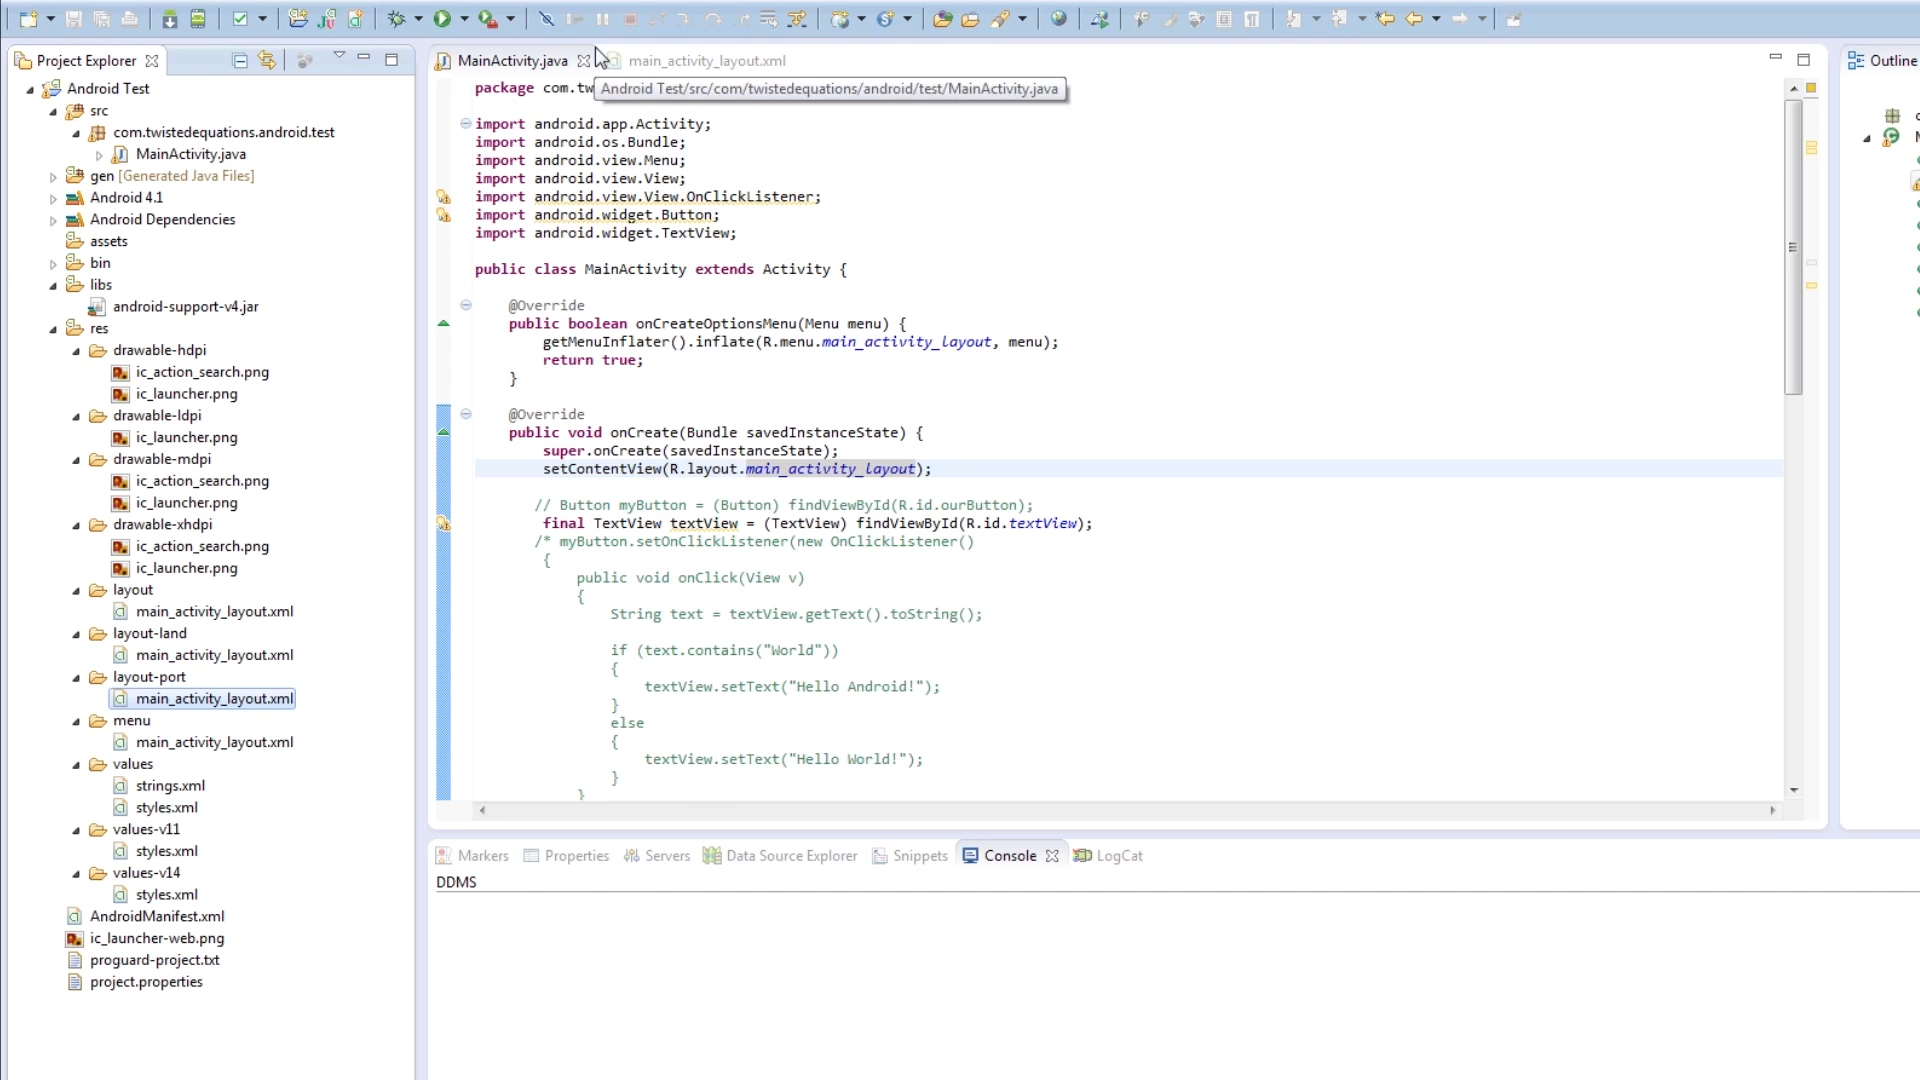 Project Explorer
Android Test
src
com.twistedequations.android.test
MainActivity.java
gen [Generated Java Files]
Android 4.1
Android Dependencies
assets
bin
libs
android-support-v4.jar
res
drawable-hdpi
ic_action_search.png
ic_launcher.png
drawable-ldpi
ic_launcher.png
drawable-mdpi
ic_action_search.png
ic_launcher.png
drawable-xhdpi
ic_action_search.png
ic_launcher.png
layout
main_activity_layout.xml
layout-land
main_activity_layout.xml
layout-port
main_activity_layout.xml
menu
main_activity_layout.xml
values
strings.xml
styles.xml
values-v11
styles.xml
values-v14
styles.xml
AndroidManifest.xml
ic_launcher-web.png
proguard-project.txt
project.properties
MainActivity.java
main_activity_layout.xml
Android Test/src/com/twistedequations/android/test/MainActivity.java
package com.tw
import android.app.Activity;
import android.os.Bundle;
import android.view.Menu;
import android.view.View;
import android.view.View.OnClickListener;
import android.widget.Button;
import android.widget.TextView;
public class MainActivity extends Activity {
@Override
public boolean onCreateOptionsMenu(Menu menu) {
getMenuInflater().inflate(R.menu.main_activity_layout, menu);
return true;
}
@Override
public void onCreate(Bundle savedInstanceState) {
super.onCreate(savedInstanceState);
setContentView(R.layout.main_activity_layout);
// Button myButton = (Button) findViewById(R.id.ourButton);
final TextView textView = (TextView) findViewById(R.id.textView);
/* myButton.setOnClickListener(new OnClickListener()
{
public void onClick(View v)
{
String text = textView.getText().toString();
if (text.contains("World"))
{
textView.setText("Hello Android!");
}
else
{
textView.setText("Hello World!");
}
}
Outline
Markers
Properties
Servers
Data Source Explorer
Snippets
Console
LogCat
DDMS